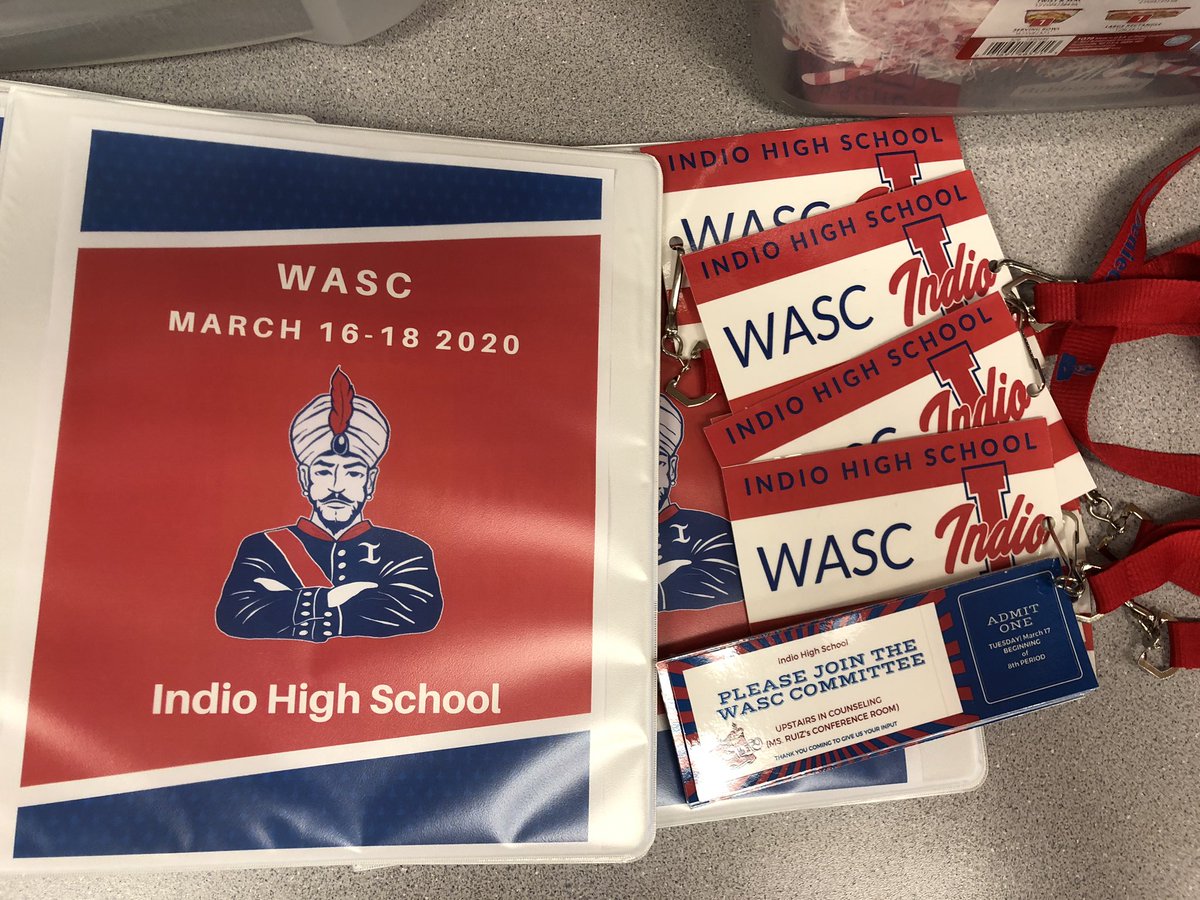 WASC
MARCH 16-18 2020
I
Indio High School
INDIO HIGH SCHOOL
WASC
INDIO HIGH SCHOOL
WASC
Indio
INDIO HIGH SCHOOL
Indio
INDIO HIGH SCHOOL
WASC
Indio
Indio High School
PLEASE JOIN THE
WASC COMMITTEE
UPSTAIRS IN COUNSELING
(MS. RUIZ's CONFERENCE ROOM)
THANK YOU COMING TO GIVE US YOUR INPUT
ADMIT
ONE
TUESDAY| March 17
BEGINNING
of
8th PERIOD
LARGE RECTANGLE